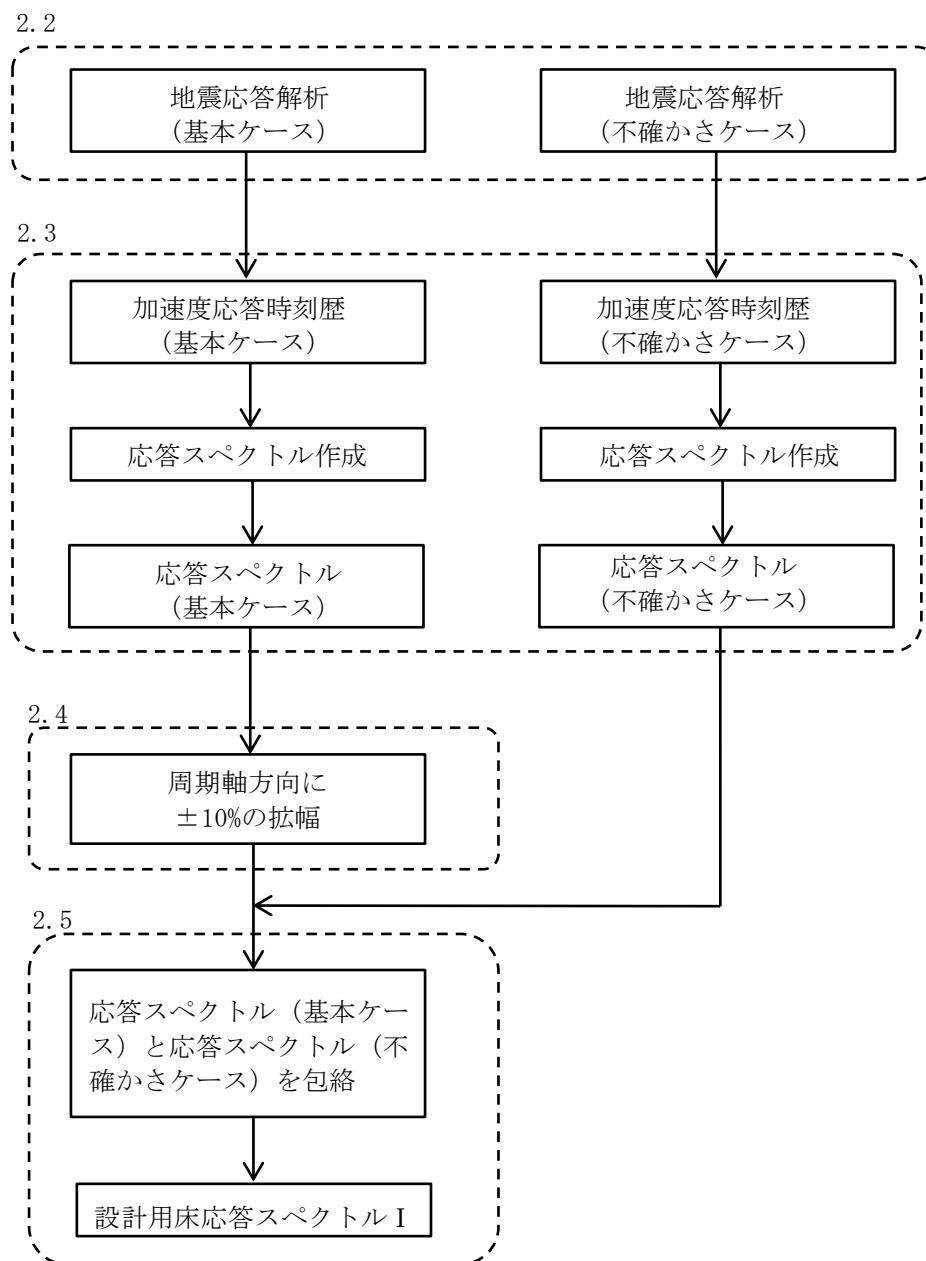 2.2
地震応答解析
(基本ケース)
地震応答解析
(不確かさケース)
2.3
加速度応答時刻歴
(基本ケース)
加速度応答時刻歴
(不確かさケース)
応答スペクトル作成
応答スペクトル作成
応答スペクトル
(基本ケース)
応答スペクトル
(不確かさケース)
2.4
周期軸方向に
±10%の拡幅
2.5
応答スペクトル（基本ケー
ス）と応答スペクトル（不
確かさケース）を包絡
設計用床応答スペクトルⅠ